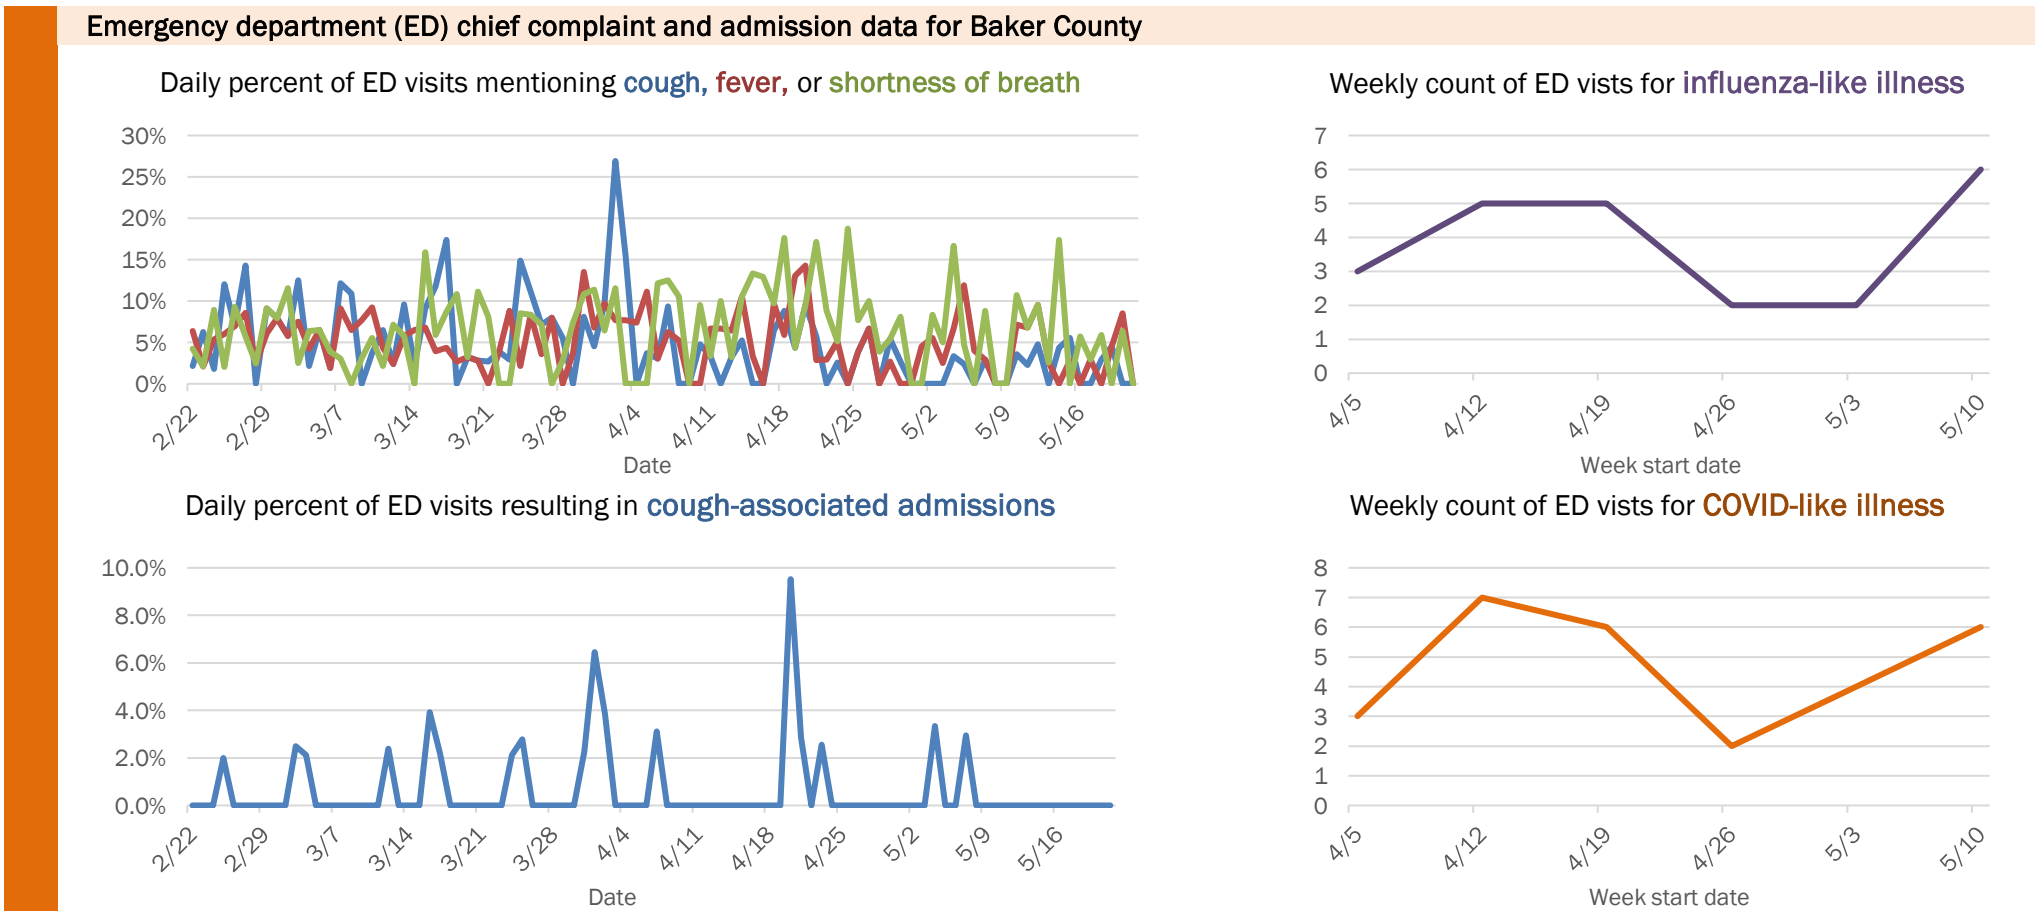 Emergency department (ED) chief complaint and admission data for Baker County
Daily percent of ED visits mentioning cough, fever, or shortness of breath
30%
25%
20%
15%
10%
5%
0%
2/22 2/29 3/7 3/14 3/21 3/28 4/4 4/11 4/18 4/25 5/2 5/9 5/16
Date
Weekly count of ED vists for influenza-like illness
7
6
5
4
3
2
1
0
4/5 4/12 4/19 4/26 5/3 5/10
Week start date
Daily percent of ED visits resulting in cough-associated admissions
10.0%
8.0%
6.0%
4.0%
2.0%
0.0%
2/22 2/29 3/7 3/14 3/21 3/28 4/4 4/11 4/18 4/25 5/2 5/9 5/16
Date
Weekly count of ED vists for COVID-like illness
8
7
6
5
4
3
2
1
0
4/5 4/12 4/19 4/26 5/3 5/10
Week start date